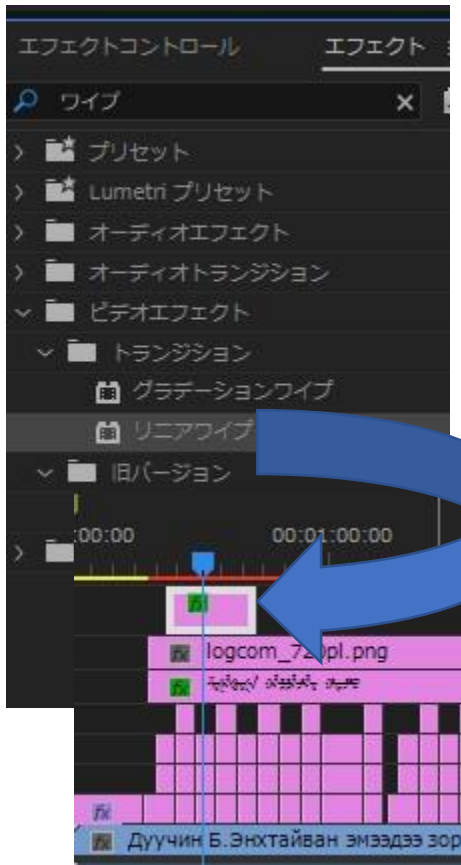 エフェクトコントロール エフェクト
ワイプ
プリセット
Lumetri プリセット
オーディオエフェクト
オーディオトランジション
ビデオエフェクト
トランジション
グラデーションワイプ
リニアワイプ
旧バージョン
:00:00 00:01:00:00
fx
fx logcom_720pl.png
fx
fx
fx Дуучин Б.Энхтайван эмээдээ зор